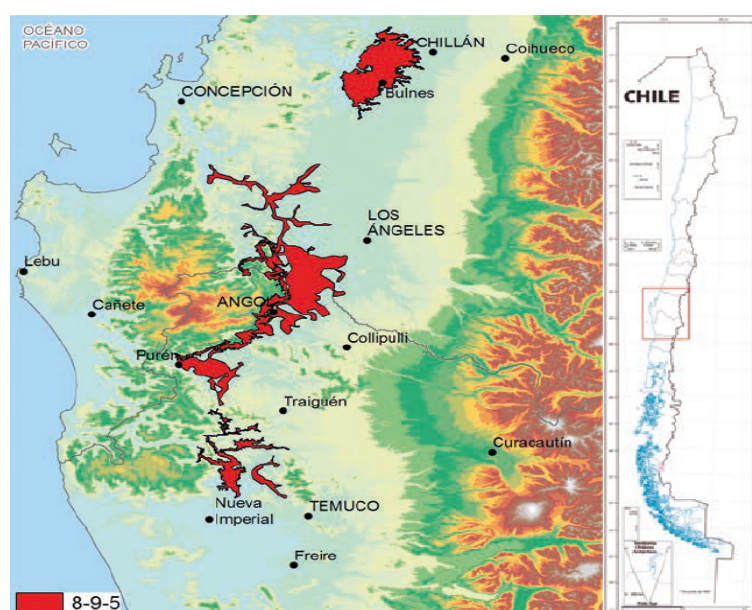 OCÉANO
PACÍFICO
CHILLÁN
Coihueco
Bulnes
CONCEPCIÓN
LOS
ÁNGELES
Lebu
Cañete
ANGOL
Collipulli
Purén
Traiguén
Curacautín
Nueva
Imperial
TEMUCO
Freire
8-9-5
CHILE